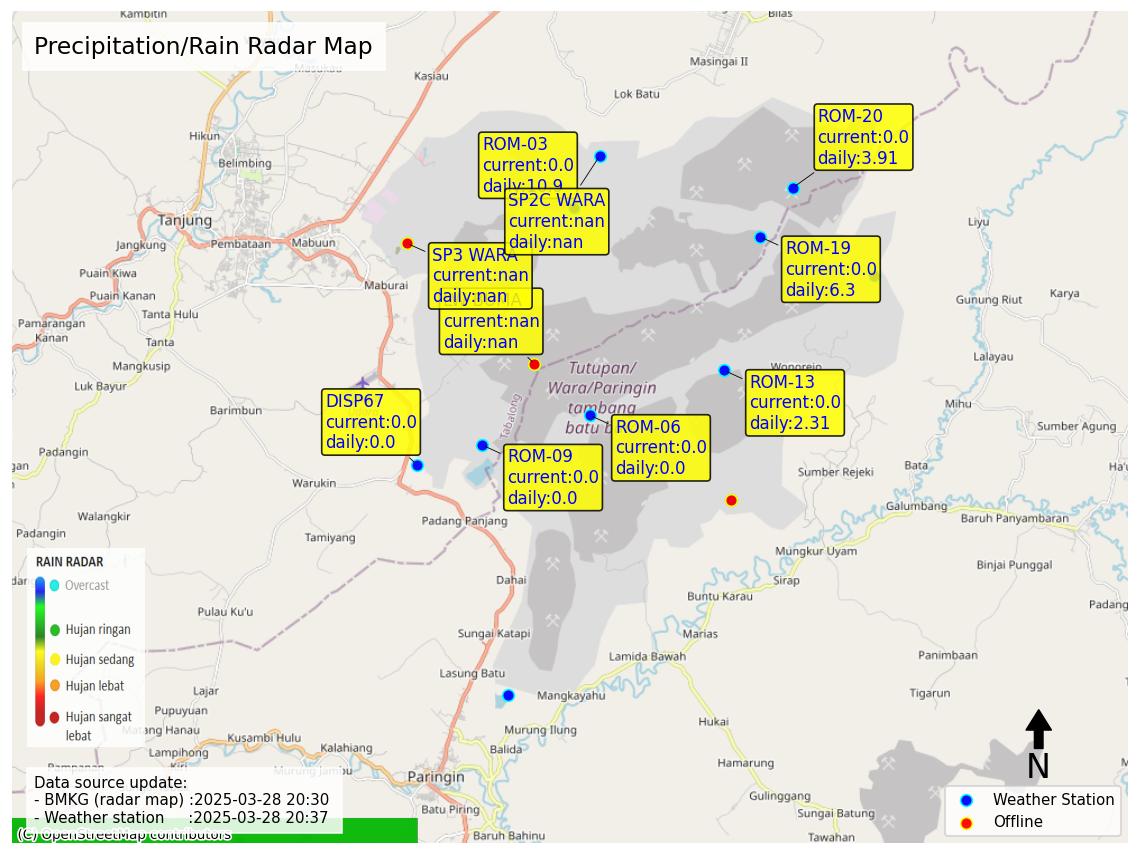 Kambitin
Bilas
Precipitation/Rain Radar Map
Masukau
Kasiau
Masingai II
Lok Batu
Hikun
Belimbing
ROM-03
current:0.0
daily:10.9
ROM-20
current:0.0
daily:3.91
SP2C WARA
current:nan
daily:nan
Tanjung
Jangkung
Pembataan
Mabuun
Liyu
SP3 WARA
current:nan
daily:nan
ROM-19
current:0.0
daily:6.3
Puain Kiwa
Puain Kanan
Maburai
Tanta Hulu
Gunung Riut
Karya
current:nan
daily:nan
Pamarangan
Kanan
Tanta
Mangkusip
Luk Bayur
Lalayau
Wonorejo
Tutupan/
Wara/Paringin
tambang
batu b
Tabalong
ROM-13
current:0.0
daily:2.31
DISP67
current:0.0
daily:0.0
Barimbun
Mihu
ROM-06
current:0.0
daily:0.0
Sumber Agung
Padangin
ROM-09
current:0.0
daily:0.0
Bata
Sumber Rejeki
Warukin
Galumbang
Baruh Panyambaran
Walangkir
Padang Panjang
Padangin
Tamiyang
Mungkur Uyam
Binjai Punggal
RAIN RADAR
Overcast
Hujan ringan
Hujan sedang
Hujan lebat
Hujan sangat
lebat
Dahai
Sirap
Buntu Karau
Pulau Ku'u
Sungai Katapi
Marias
Lamida Bawah
Panimbaan
Lasung Batu
Lajar
Mangkayahu
Tigarun
Pupuyuan
Matang Hanau
Hukai
Murung Ilung
Kusambi Hulu
Kalahiang
Balida
Lampihong
Kiri
Hamarung
N
Murung Jambu
Paringin
Data source update:
- BMKG (radar map) :2025-03-28 20:30
- Weather station :2025-03-28 20:37
Gulinggang
Weather Station
Offline
Batu Piring
Sungai Batung
(C) OpenStreetMap contributors
Baruh Bahinu
Tawahan